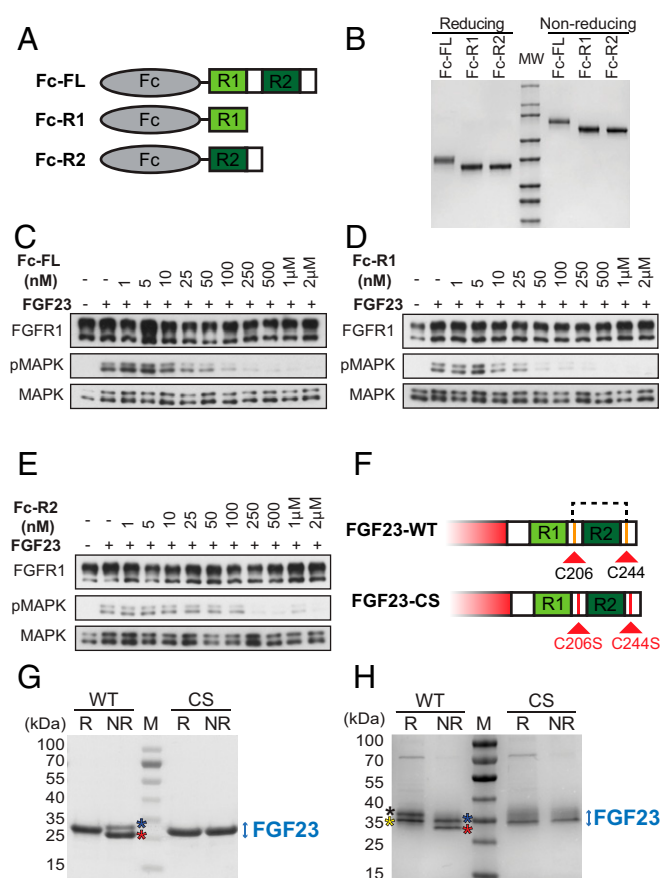 A
Fc-FL Fc R1 R2
Fc-R1 Fc R1
Fc-R2 Fc R2
B
Reducing Non-reducing
Fc-FL Fc-R1 Fc-R2 MW Fc-FL Fc-R1 Fc-R2
C
Fc-FL (nM) - - 1 5 10 25 50 100 250 500 1μM 2μM
FGF23 - + + + + + + + + + + +
FGFR1
pMAPK
MAPK
D
Fc-R1 (nM) - - 1 5 10 25 50 100 250 500 1μM 2μM
FGF23 - + + + + + + + + + + +
FGFR1
pMAPK
MAPK
E
Fc-R2 (nM) - - 1 5 10 25 50 100 250 500 1μM 2μM
FGF23 - + + + + + + + + + + +
FGFR1
pMAPK
MAPK
F
FGF23-WT R1 R2
C206 C244
FGF23-CS R1 R2
C206S C244S
G
WT CS
(kDa) R NR M R NR
100
70
55
45
35
25
15
* *
FGF23
H
WT CS
(kDa) R NR M R NR
100
70
55
45
35
25
15
* * * *
FGF23